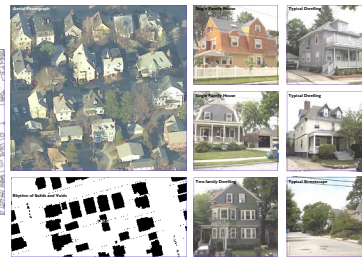 Aerial Photograph
Single Family House
Typical Dwelling
Single Family House
Typical Dwelling
Rhythm of Solids and Voids
Two-family Dwelling
Typical Streetscape